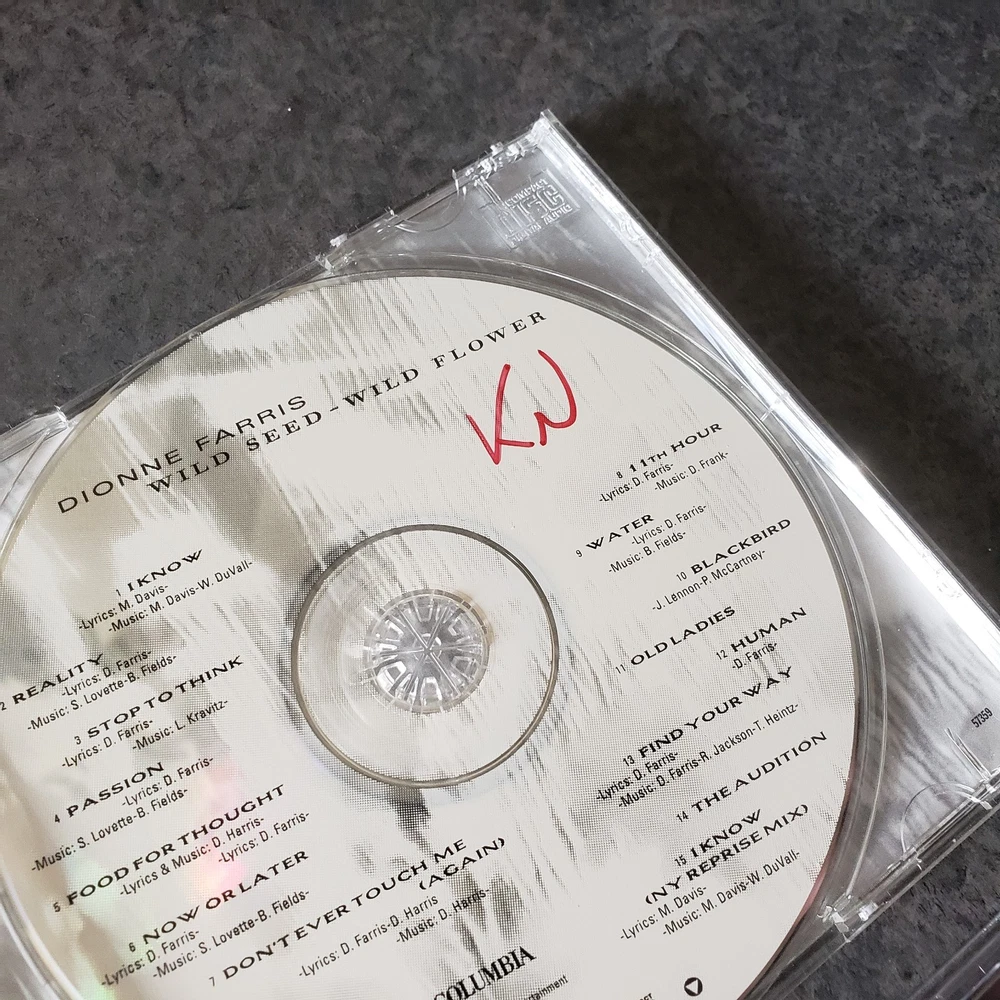 DIONNE FARRIS
WILD SEED - WILD FLOWER
KN
1 I KNOW
-Lyrics: M. Davis-
-Music: M. Davis-W. DuVall-
2 REALITY
-Lyrics: D. Farris-
-Music: S. Lovette-B. Fields-
3 STOP TO THINK
-Lyrics: D. Farris-
-Music: L. Kravitz-
4 PASSION
-Lyrics: D. Farris-
-Music: S. Lovette-B. Fields-
5 FOOD FOR THOUGHT
-Lyrics & Music: D. Harris-
-Lyrics: D. Farris-
6 NOW OR LATER
-Lyrics: D. Farris-
-Music: S. Lovette-B. Fields-
7 DON'T EVER TOUCH ME
(AGAIN)
-Lyrics: D. Farris-D. Harris
-Music: D. Harris-
8 11TH HOUR
-Lyrics: D. Farris-
-Music: D. Frank-
9 WATER
-Lyrics: D. Farris-
-Music: B. Fields-
10 BLACKBIRD
-J. Lennon-P. McCartney-
11 OLD LADIES
12 HUMAN
-D. Farris-
13 FIND YOUR WAY
-Lyrics: D. Farris-
-Music: D. Farris-R. Jackson-T. Heintz-
14 THE AUDITION
15 I KNOW
(NY REPRISE MIX)
-Lyrics: M. Davis-
-Music: M. Davis-W. DuVall-
COLUMBIA
57359